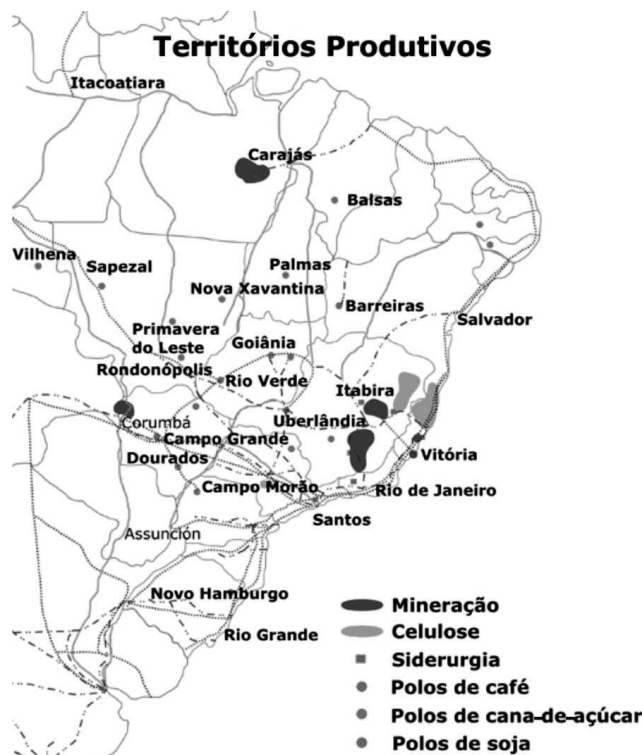 Territórios Produtivos
Itacoatiara
Carajás
Balsas
Vilhena
Sapezal
Palmas
Nova Xavantina
Barreiras
Salvador
Primavera
do Leste
Goiânia
Rondonópolis
Rio Verde
Itabira
Corumbá
Uberlândia
Campo Grande
Dourados
Vitória
Campo Morão
Rio de Janeiro
Santos
Assunción
Novo Hamburgo
Rio Grande
Mineração
Celulose
Siderurgia
Polos de café
Polos de cana-de-açúcar
Polos de soja